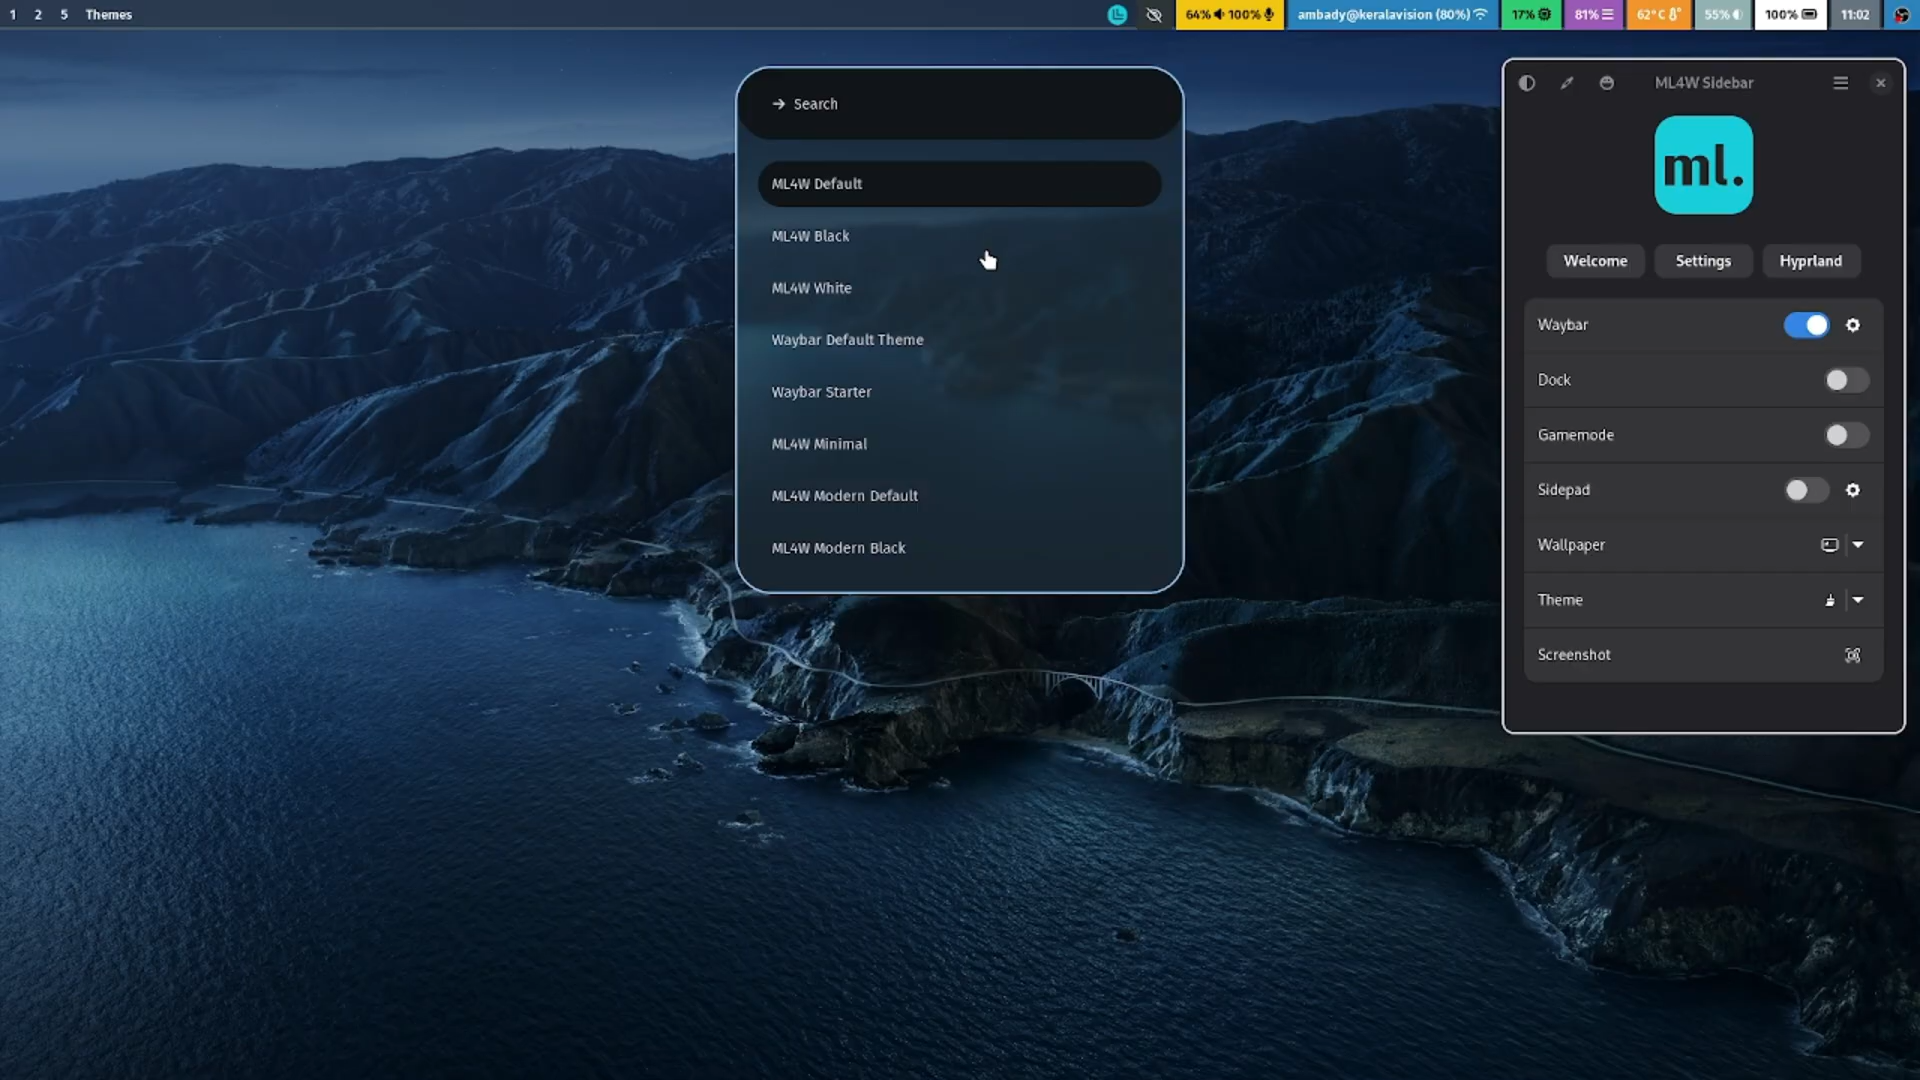 1 2 5 Themes
64% 100% ambady@keralavision (80%) 17% 81% 62°C 55% 100% 11:02
Search
ML4W Default
ML4W Black
ML4W White
Waybar Default Theme
Waybar Starter
ML4W Minimal
ML4W Modern Default
ML4W Modern Black
ML4W Sidebar
ml.
Welcome Settings Hyprland
Waybar
Dock
Gamemode
Sidepad
Wallpaper
Theme
Screenshot